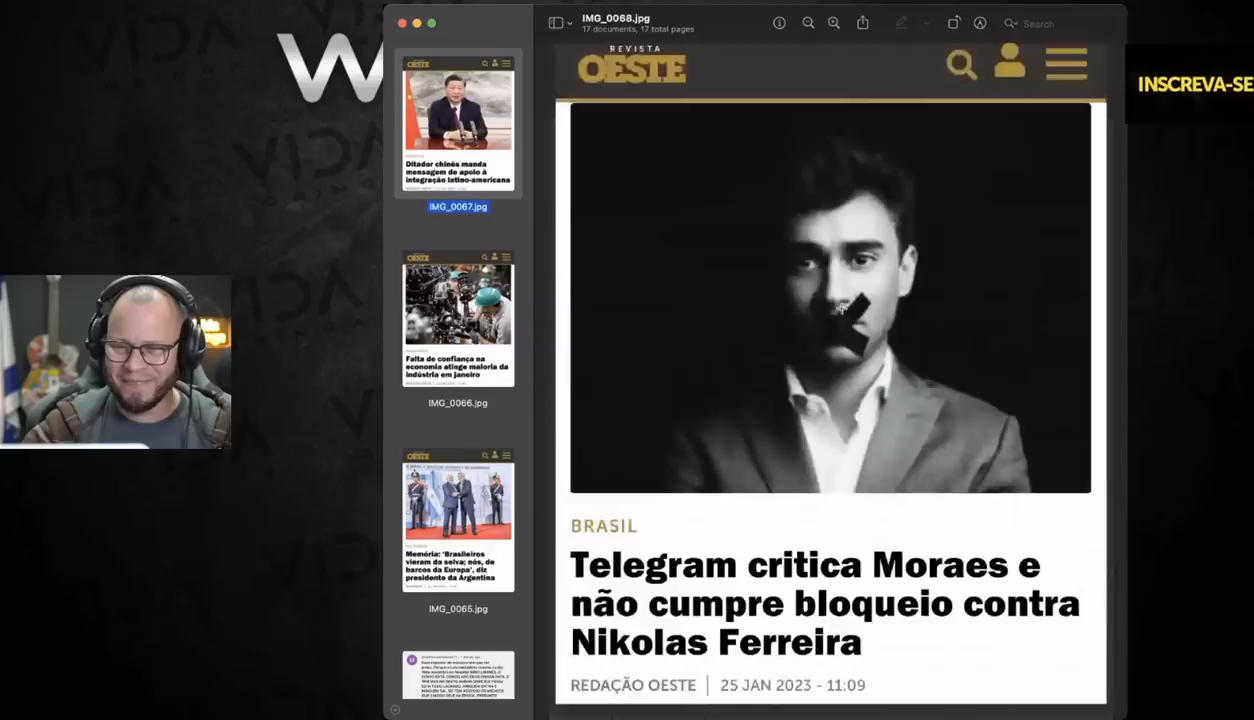 IMG_0068.jpg
17 documents, 17 total pages
Search
W
INSCREVA-SE
REVISTA
OESTE
OESTE
Ditador chinês manda
mensagem de apoio à
integração latino-americana
IMG_0067.jpg
Falta de confiança na
economia atinge maioria da
indústria em janeiro
IMG_0066.jpg
Memória: 'Brasileiros
vieram da selva; nós, de
barcos da Europa', diz
presidente da Argentina
IMG_0065.jpg
BRASIL
Telegram critica Moraes e
não cumpre bloqueio contra
Nikolas Ferreira
REDAÇÃO OESTE | 25 JAN 2023 - 11:09